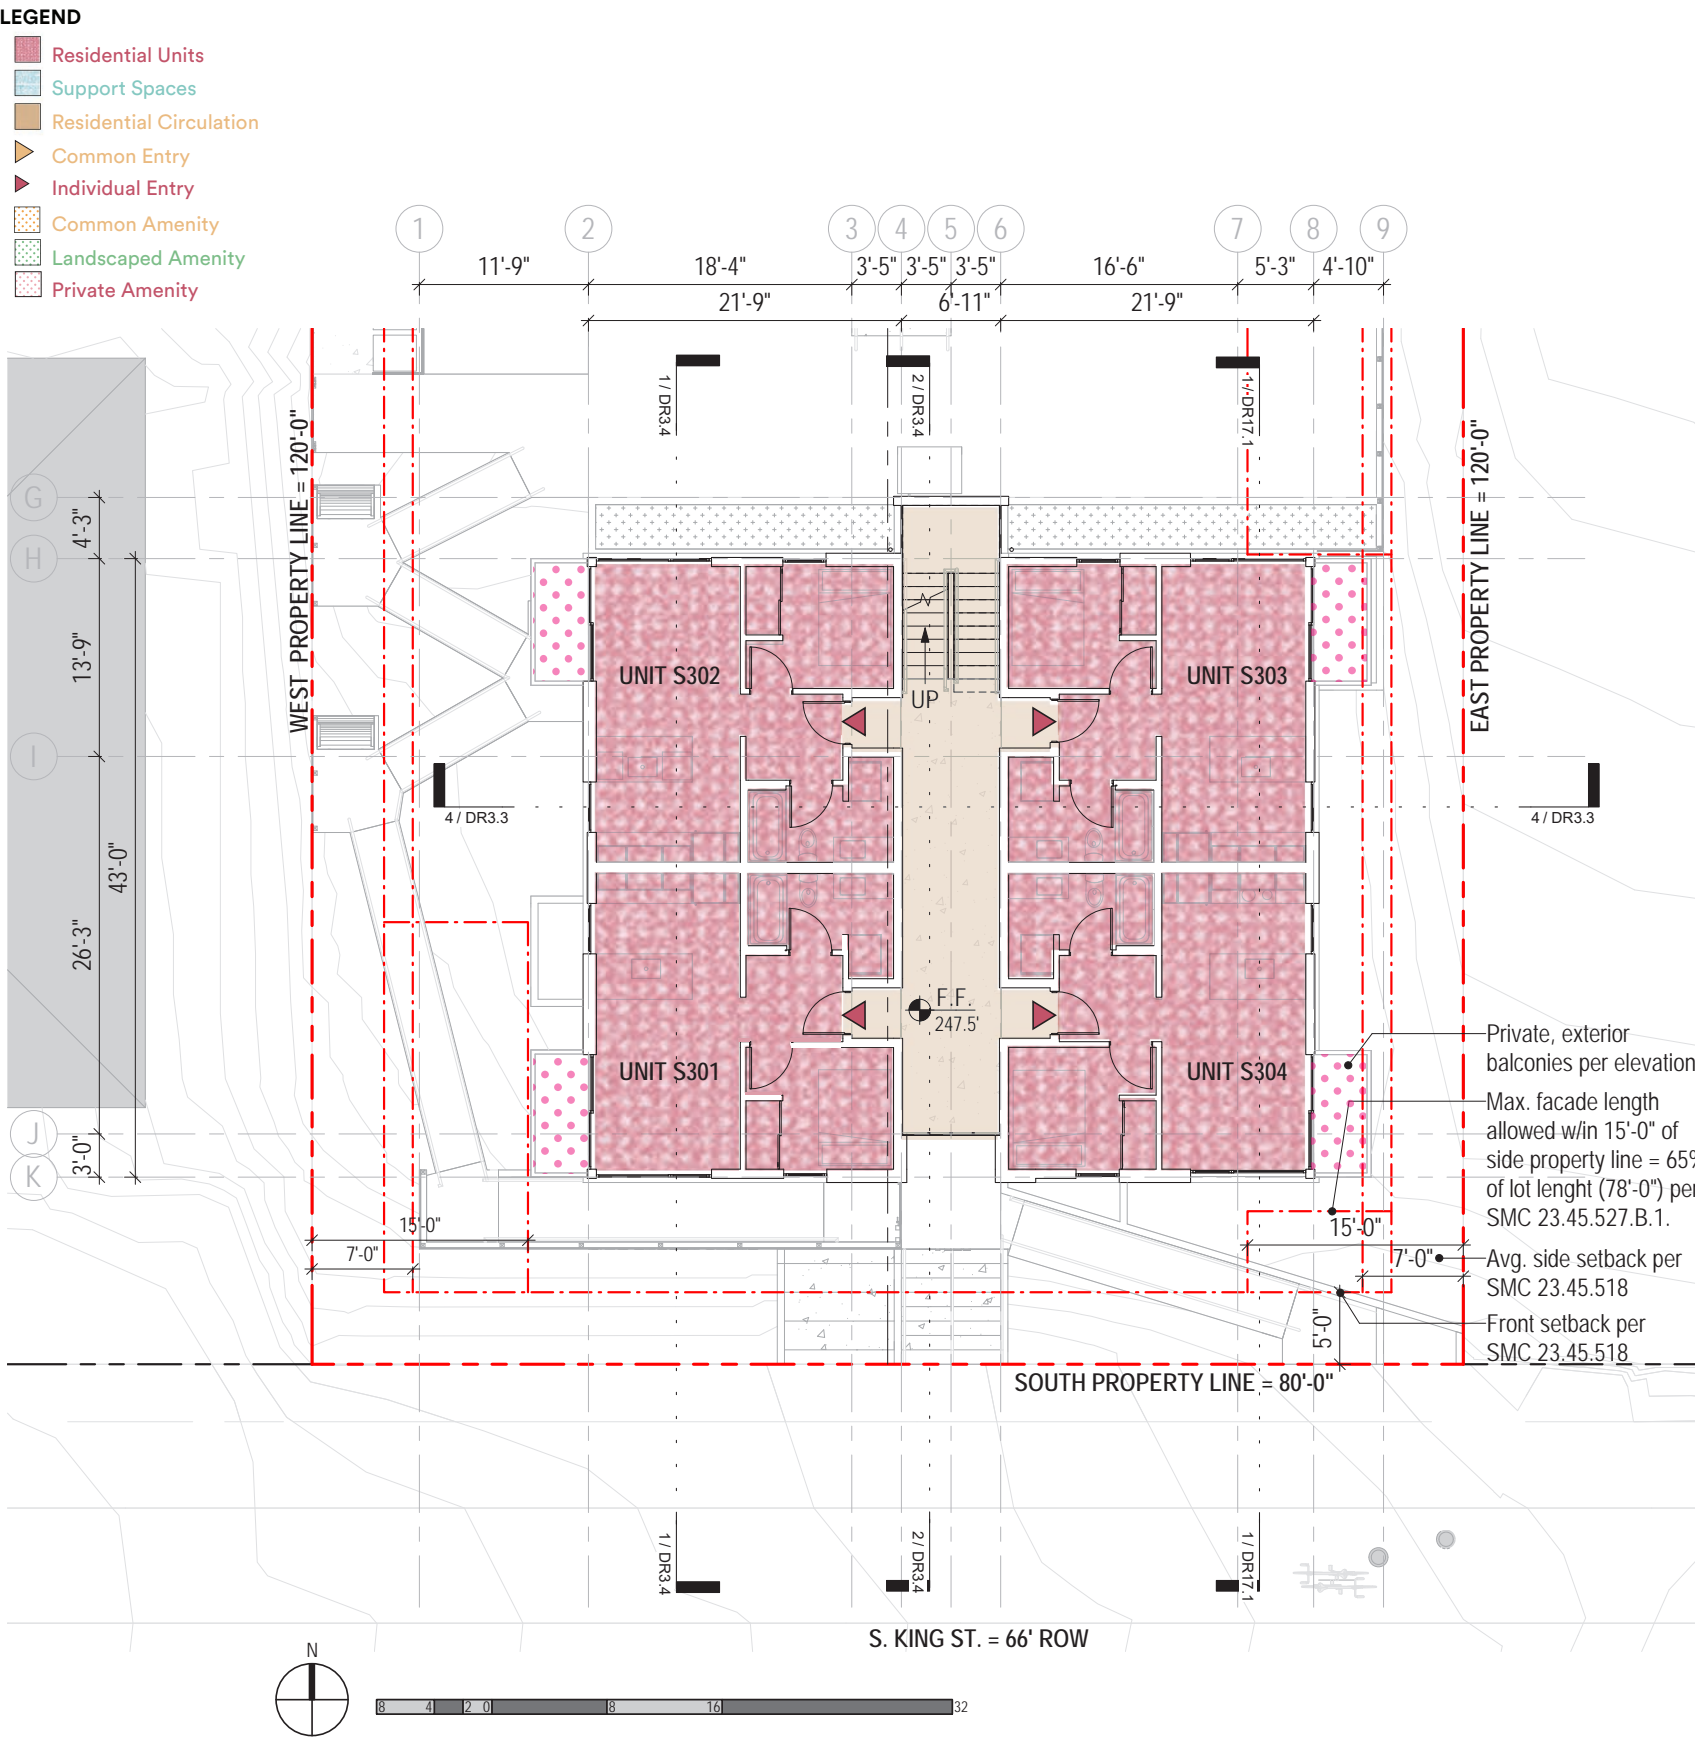 LEGEND
Residential Units
Support Spaces
Residential Circulation
Common Entry
Individual Entry
Common Amenity
Landscaped Amenity
Private Amenity
1 2 3 4 5 6 7 8 9
11'-9" 18'-4" 3'-5" 3'-5" 3'-5" 16'-6" 5'-3" 4'-10"
21'-9" 6'-11" 21'-9"
1 / DR3.4
2 / DR3.4
1 / DR17.1
WEST PROPERTY LINE = 120'-0"
EAST PROPERTY LINE = 120'-0"
G
4'-3"
H
13'-9"
I
43'-0"
26'-3"
J
3'-0"
K
UNIT S302
UNIT S303
UP
4 / DR3.3
4 / DR3.3
F.F.
247.5'
UNIT S301
UNIT S304
Private, exterior
balconies per elevation
Max. facade length
allowed w/in 15'-0" of
side property line = 65%
of lot lenght (78'-0") per
SMC 23.45.527.B.1.
15'-0"
7'-0"
15'-0"
7'-0"
Avg. side setback per
SMC 23.45.518
5'-0"
Front setback per
SMC 23.45.518
SOUTH PROPERTY LINE = 80'-0"
1 / DR3.4
2 / DR3.4
1 / DR17.1
S. KING ST. = 66' ROW
N
8 4 2 0 8 16 32